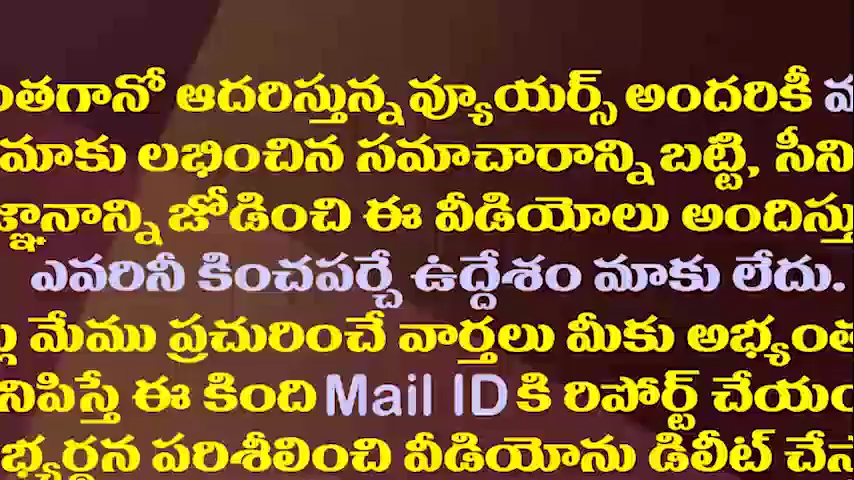 ంతగానో ఆదరిస్తున్న వ్యూయర్స్ అందరికీ
మాకు లభించిన సమాచారాన్ని బట్టి, సీని
జ్ఞానాన్ని జోడించి ఈ వీడియోలు అందిస్తు
ఎవరినీ కించపర్చే ఉద్దేశం మాకు లేదు.
మేము ప్రచురించే వార్తలు మీకు అభ్యంత
నిపిస్తే ఈ కింది Mail ID కి రిపోర్ట్ చేయం
భ్యర్థన పరిశీలించి వీడియోను డిలీట్ చే